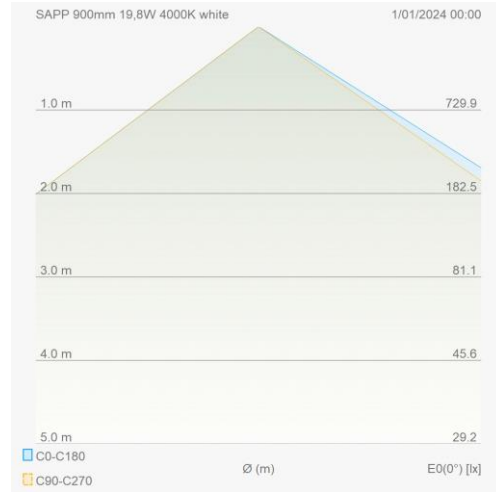 SAPP 900mm 19,8W 4000K white 1/01/2024 00:00
1.0 m 729.9
2.0 m 182.5
3.0 m 81.1
4.0 m 45.6
5.0 m 29.2
C0-C180
Ø (m) E0(0°) [lx]
C90-C270